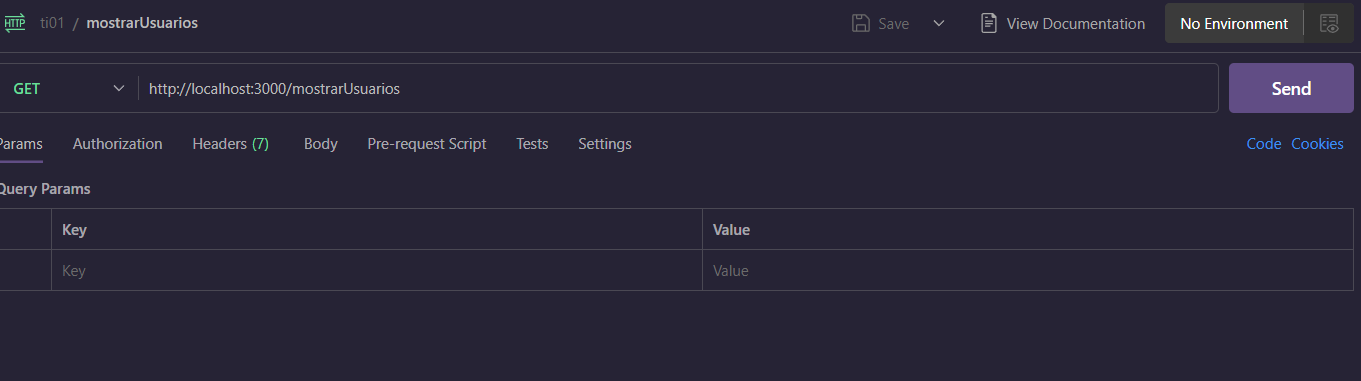 HTTP ti01 / mostrarUsuarios Save View Documentation No Environment
GET http://localhost:3000/mostrarUsuarios Send
Params Authorization Headers (7) Body Pre-request Script Tests Settings Code Cookies
Query Params
Key Value
Key Value